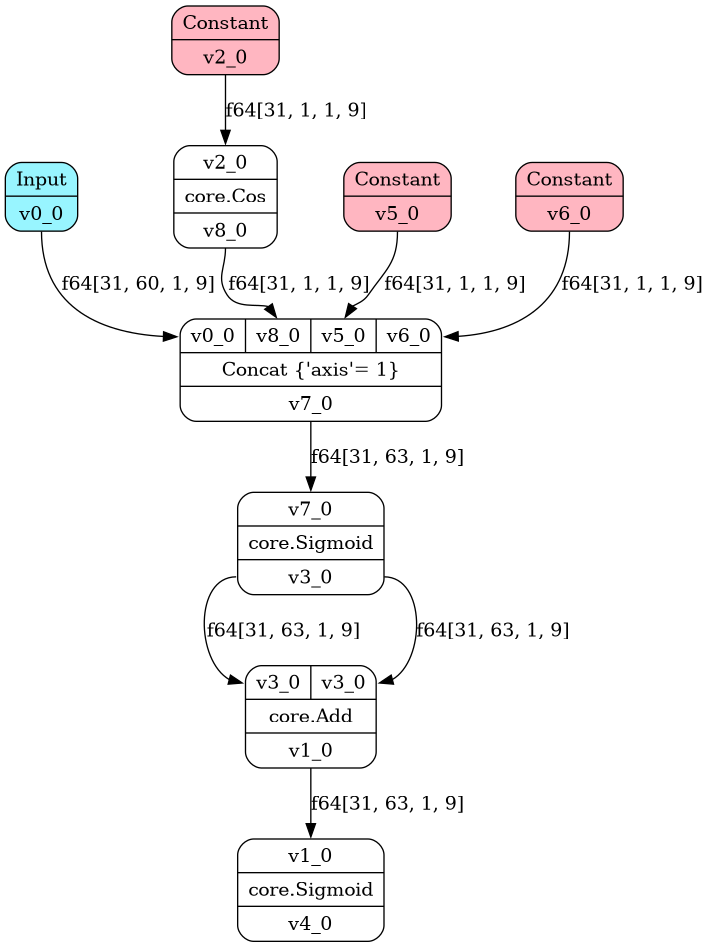 Constant
v2_0
f64[31, 1, 1, 9]
Input
v0_0
v2_0
core.Cos
v8_0
Constant
v5_0
Constant
v6_0
f64[31, 60, 1, 9]
f64[31, 1, 1, 9]
f64[31, 1, 1, 9]
f64[31, 1, 1, 9]
v0_0 v8_0 v5_0 v6_0
Concat {'axis'= 1}
v7_0
f64[31, 63, 1, 9]
v7_0
core.Sigmoid
v3_0
f64[31, 63, 1, 9]
f64[31, 63, 1, 9]
v3_0 v3_0
core.Add
v1_0
f64[31, 63, 1, 9]
v1_0
core.Sigmoid
v4_0